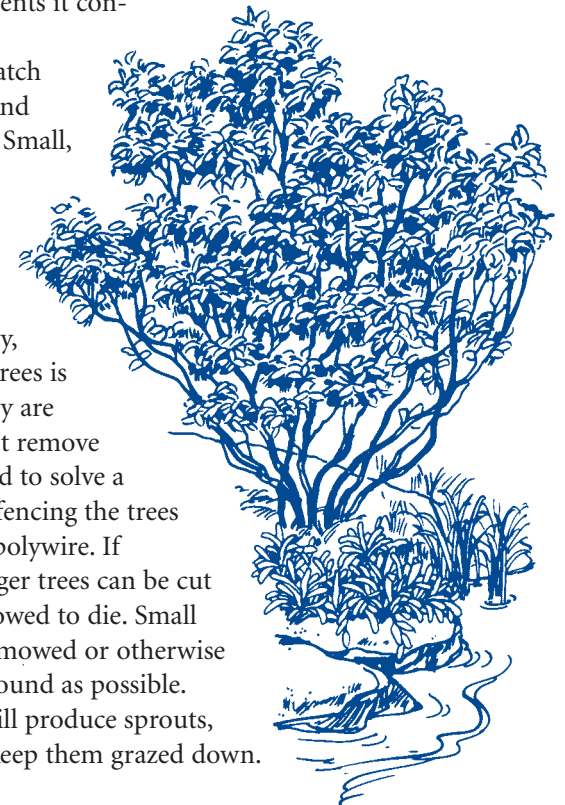 ents it con-
atch
nd
Small,
y,
rees is
y are
t remove
d to solve a
fencing the trees
polywire. If
ger trees can be cut
owed to die. Small
mowed or otherwise
ound as possible.
ill produce sprouts,
keep them grazed down.